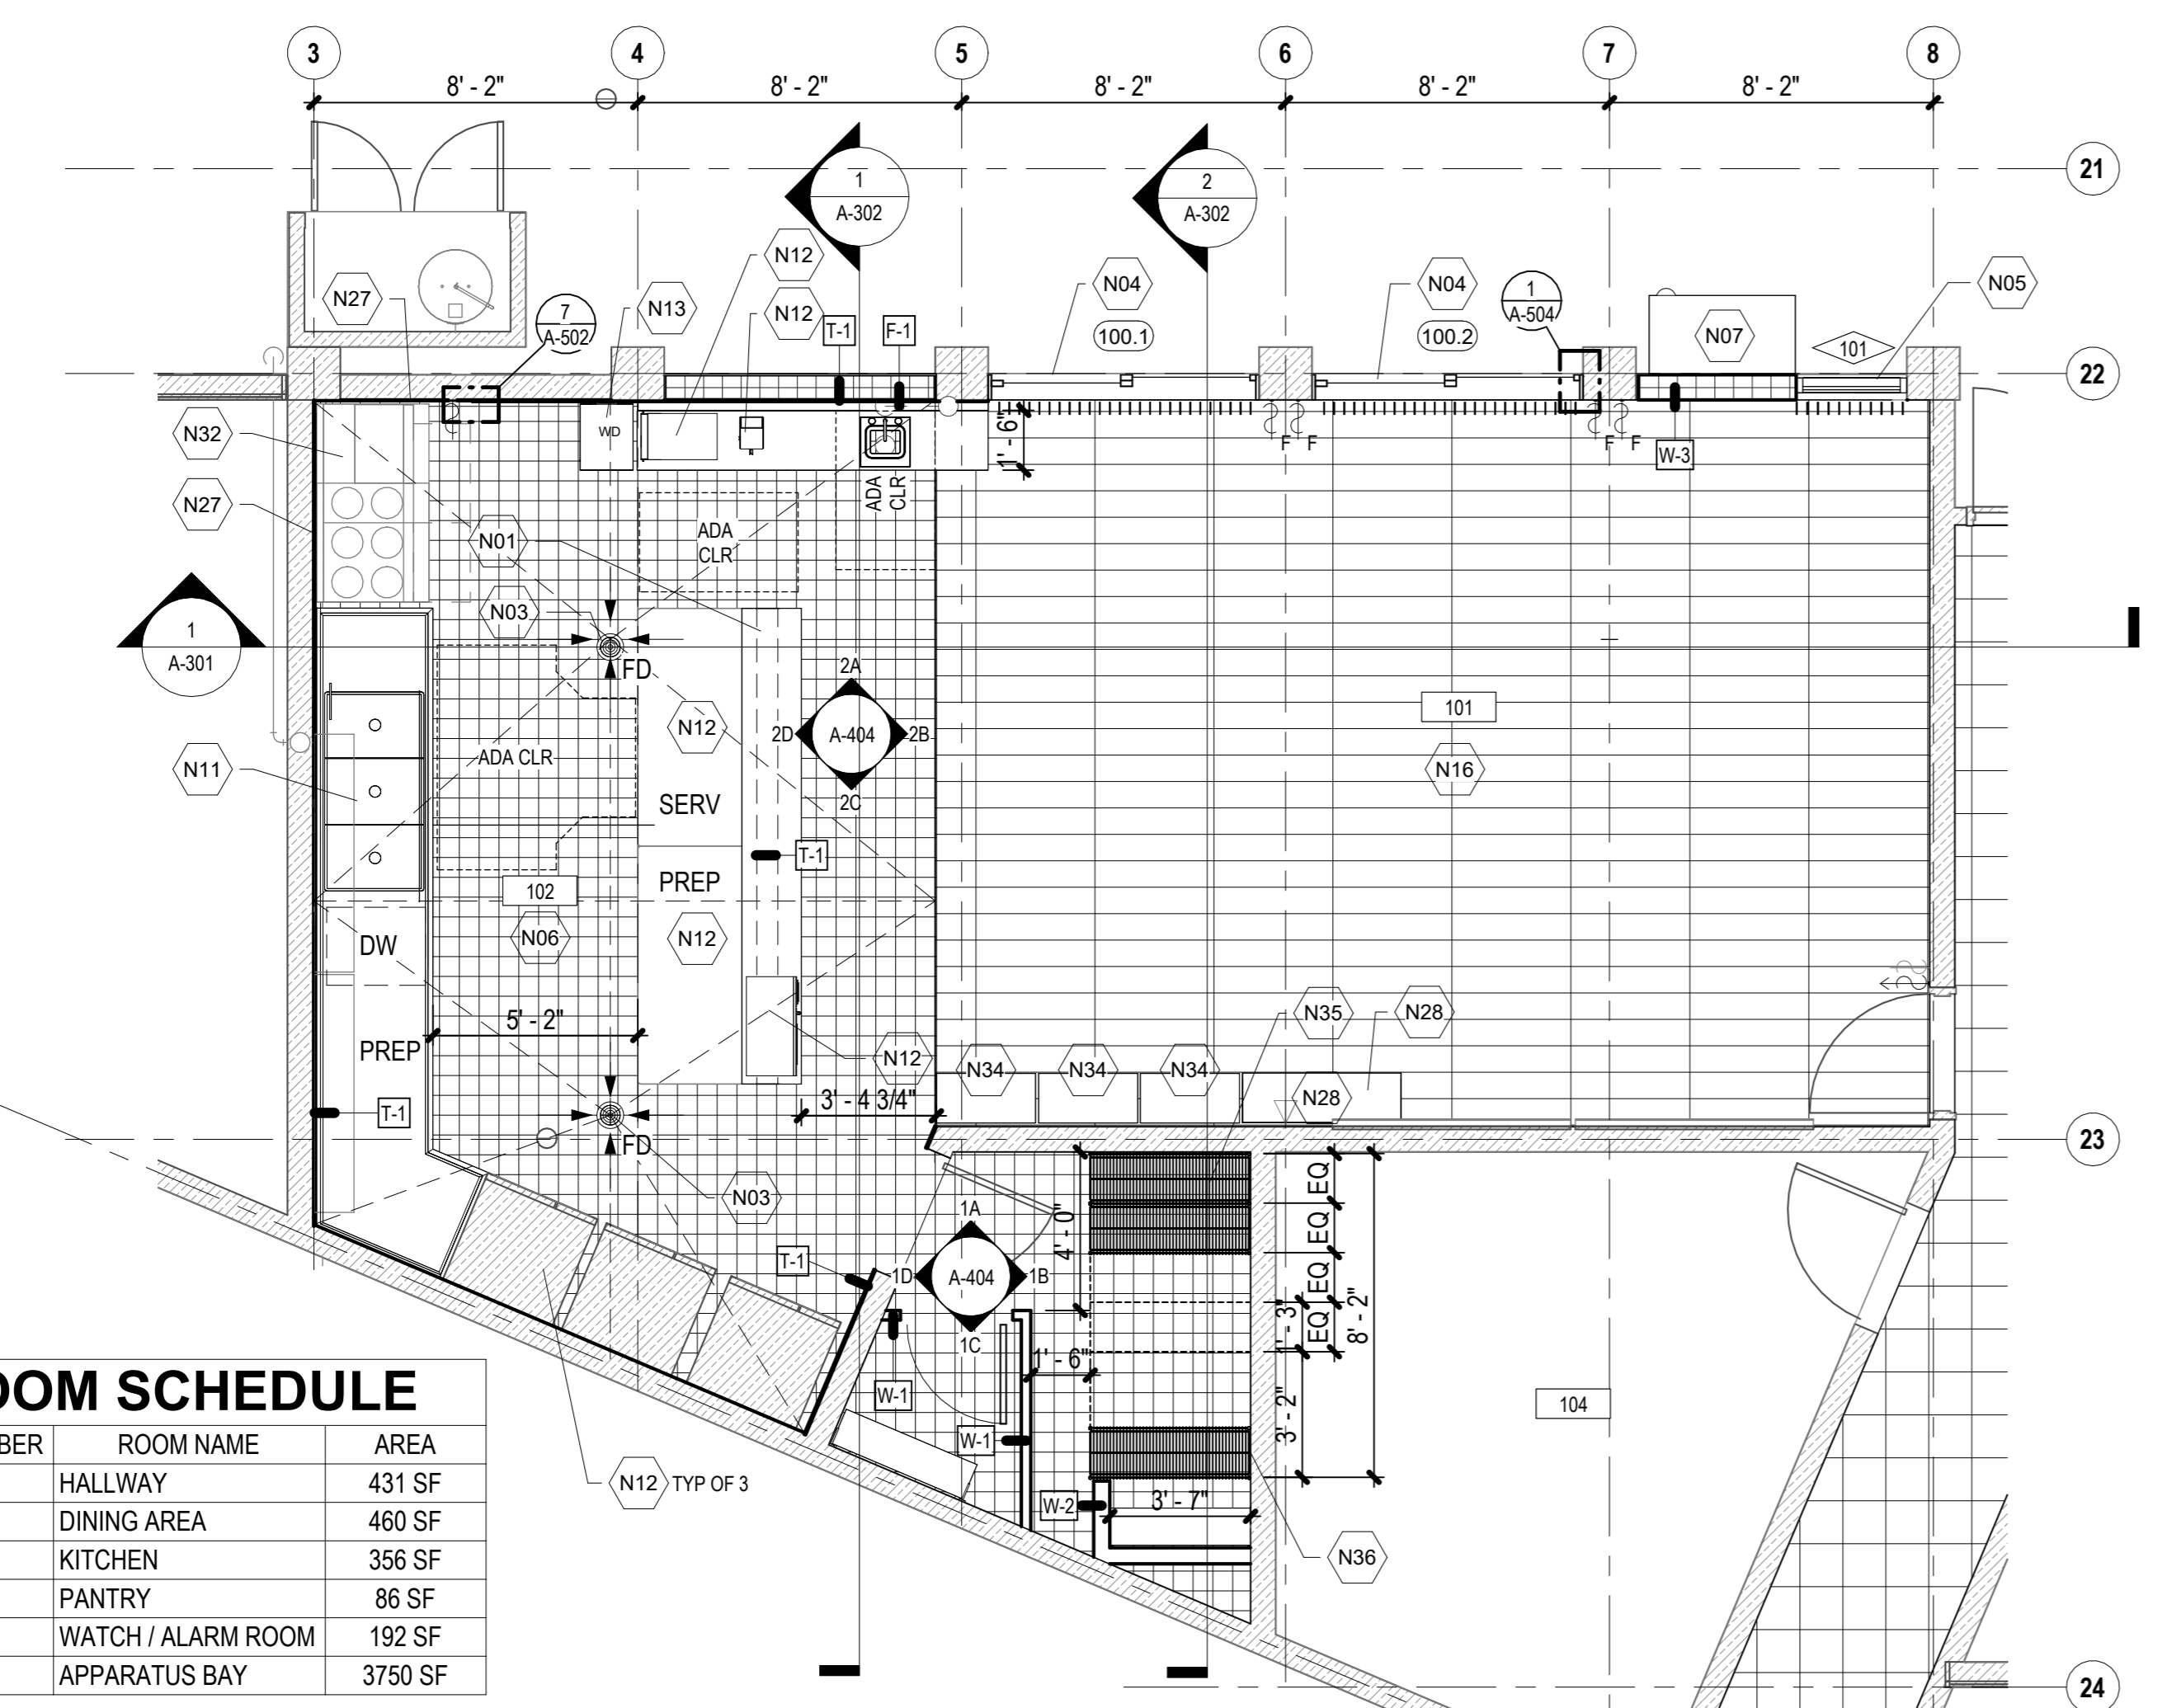 3 4 5 6 7 8
8' - 2" 8' - 2" 8' - 2" 8' - 2" 8' - 2"
21
1
A-302
2
A-302
N12
N27
N13
N04
N04
1
A-504
N05
7
A-502
N12
T-1
F-1
100.1
100.2
N07
101
22
N32
WD
1' - 6"
F F
F F
W-3
N27
ADA
CLR
N01
ADA
CLR
N03
1
A-301
FD
2A
N12
2D
A-404
2B
101
N11
ADA CLR
N16
SERV
2C
T-1
PREP
102
DW
N06
N12
5' - 2"
N35
N28
PREP
N12
N34
N34
N34
N28
T-1
3' - 4 3/4"
FD
23
N03
1A
4' - 0"
EQ
EQ
EQ
EQ
T-1
1D
A-404
1B
1C
1' - 3"
8' - 2"
1' - 6"
W-1
3' - 2"
104
W-1
W-2
3' - 7"
N36
N12 TYP OF 3
OOM SCHEDULE
BER ROOM NAME AREA
HALLWAY 431 SF
DINING AREA 460 SF
KITCHEN 356 SF
PANTRY 86 SF
WATCH / ALARM ROOM 192 SF
APPARATUS BAY 3750 SF
24